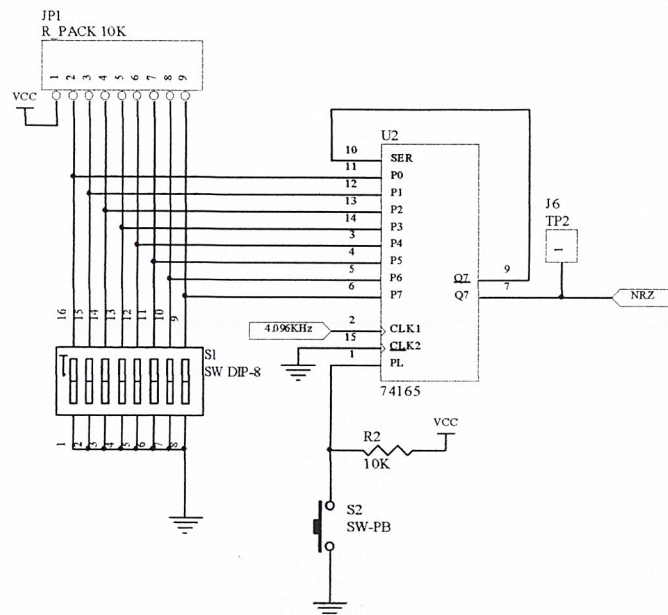 JP1
R_PACK 10K
1 2 3 4 5 6 7 8 9
VCC
U2
10 SER
11 P0
12 P1
13 P2
14 P3
3 P4
4 P5
5 P6
6 P7
Q7 9
Q7 7
J6
TP2
1
NRZ
4.096KHz
2 CLK1
15 CLK2
1 PL
74165
16 15 14 13 12 11 10 9
S1
SW DIP-8
1 2 3 4 5 6 7 8
R2
10K
VCC
S2
SW-PB